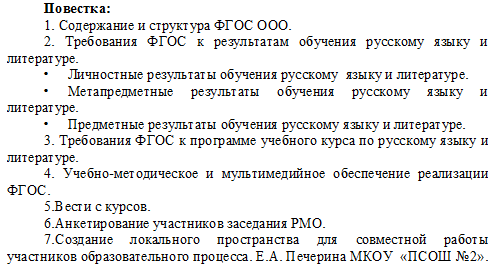 Повестка:
1. Содержание и структура ФГОС ООО.
2. Требования ФГОС к результатам обучения русскому языку и
литературе.
• Личностные результаты обучения русскому языку и литературе.
• Метапредметные результаты обучения русскому языку и
литературе.
• Предметные результаты обучения русскому языку и литературе.
3. Требования ФГОС к программе учебного курса по русскому языку и
литературе.
4. Учебно-методическое и мультимедийное обеспечение реализации
ФГОС.
5.Вести с курсов.
6.Анкетирование участников заседания РМО.
7.Создание локального пространства для совместной работы
участников образовательного процесса. Е.А. Печерина МКОУ «ПСОШ №2».